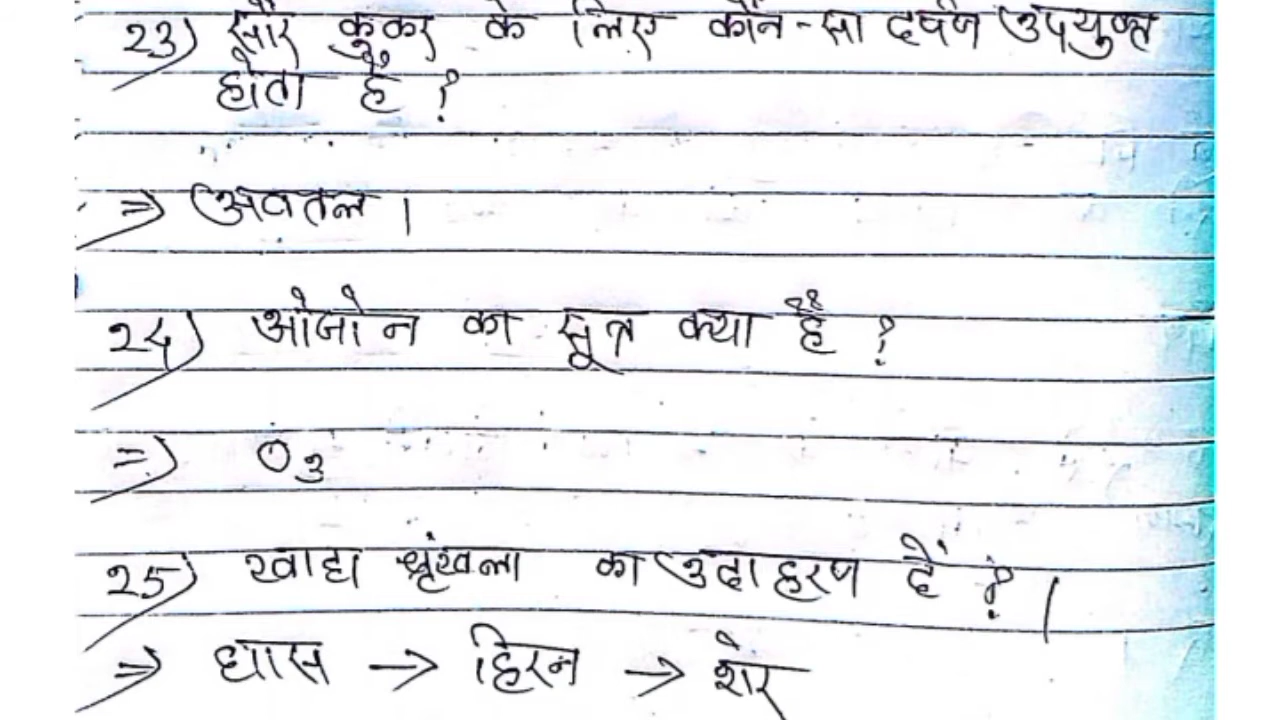 23) सौर कुकर के लिए कौन-सा दर्पण उपयुक्त
होता है ?
=> अवतल ।
24) ओजोन का सूत्र क्या है ?
=> O₃
25) खाद्य श्रृंखला का उदाहरण दें ? ।
=> घास → हिरन → शेर